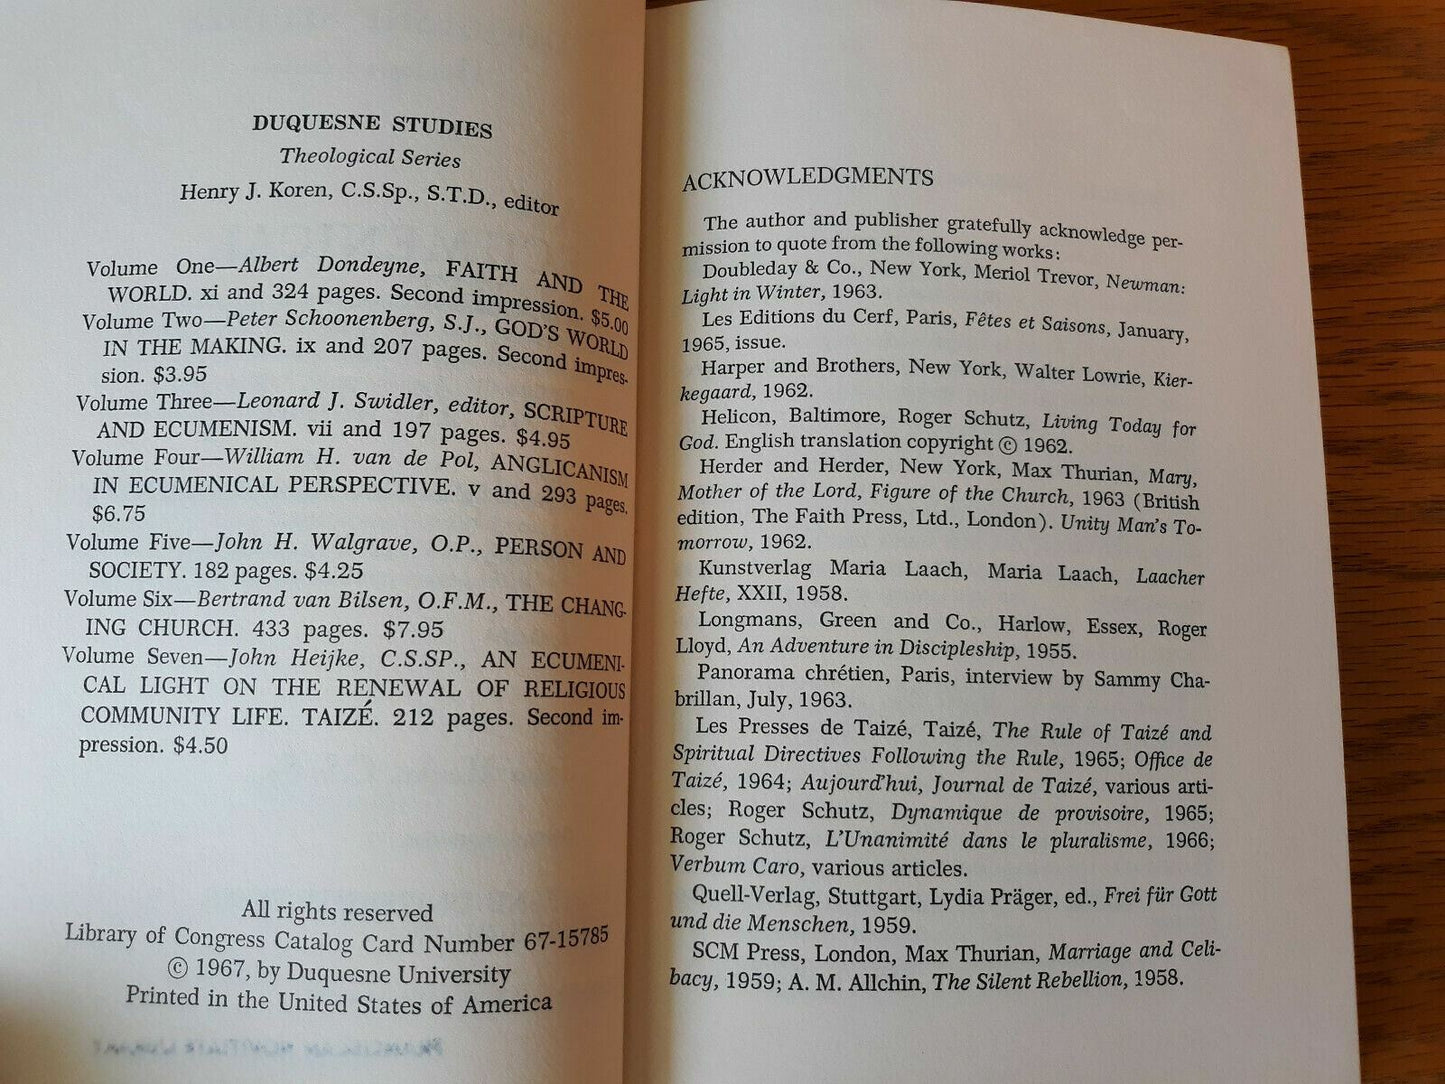 DUQUESNE STUDIES
Theological Series
Henry J. Koren, C.S.Sp., S.T.D., editor
Volume One—Albert Dondeyne, FAITH AND THE
WORLD. xi and 324 pages. Second impression. $5.00
Volume Two—Peter Schoonenberg, S.J., GOD'S WORLD
IN THE MAKING. ix and 207 pages. Second impres-
sion. $3.95
Volume Three—Leonard J. Swidler, editor, SCRIPTURE
AND ECUMENISM. vii and 197 pages. $4.95
Volume Four—William H. van de Pol, ANGLICANISM
IN ECUMENICAL PERSPECTIVE. v and 293 pages.
$6.75
Volume Five—John H. Walgrave, O.P., PERSON AND
SOCIETY. 182 pages. $4.25
Volume Six—Bertrand van Bilsen, O.F.M., THE CHANG-
ING CHURCH. 433 pages. $7.95
Volume Seven—John Heijke, C.S.SP., AN ECUMENI-
CAL LIGHT ON THE RENEWAL OF RELIGIOUS
COMMUNITY LIFE. TAIZÉ. 212 pages. Second im-
pression. $4.50
All rights reserved
Library of Congress Catalog Card Number 67-15785
© 1967, by Duquesne University
Printed in the United States of America
ACKNOWLEDGMENTS
The author and publisher gratefully acknowledge per-
mission to quote from the following works:
Doubleday & Co., New York, Meriol Trevor, Newman:
Light in Winter, 1963.
Les Editions du Cerf, Paris, Fêtes et Saisons, January,
1965, issue.
Harper and Brothers, New York, Walter Lowrie, Kier-
kegaard, 1962.
Helicon, Baltimore, Roger Schutz, Living Today for
God. English translation copyright © 1962.
Herder and Herder, New York, Max Thurian, Mary,
Mother of the Lord, Figure of the Church, 1963 (British
edition, The Faith Press, Ltd., London). Unity Man's To-
morrow, 1962.
Kunstverlag Maria Laach, Maria Laach, Laacher
Hefte, XXII, 1958.
Longmans, Green and Co., Harlow, Essex, Roger
Lloyd, An Adventure in Discipleship, 1955.
Panorama chrétien, Paris, interview by Sammy Cha-
brillan, July, 1963.
Les Presses de Taizé, Taizé, The Rule of Taizé and
Spiritual Directives Following the Rule, 1965; Office de
Taizé, 1964; Aujourd'hui, Journal de Taizé, various arti-
cles; Roger Schutz, Dynamique de provisoire, 1965;
Roger Schutz, L'Unanimité dans le pluralisme, 1966;
Verbum Caro, various articles.
Quell-Verlag, Stuttgart, Lydia Präger, ed., Frei für Gott
und die Menschen, 1959.
SCM Press, London, Max Thurian, Marriage and Celi-
bacy, 1959; A. M. Allchin, The Silent Rebellion, 1958.